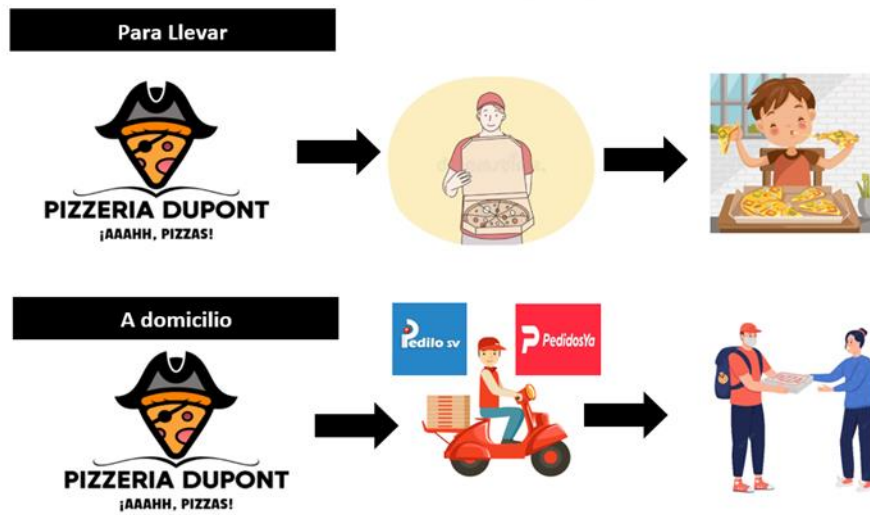 Para Llevar
PIZZERIA DUPONT
¡AAAHH, PIZZAS!
A domicilio
Pedilo sv
PedidosYa
PIZZERIA DUPONT
¡AAAHH, PIZZAS!